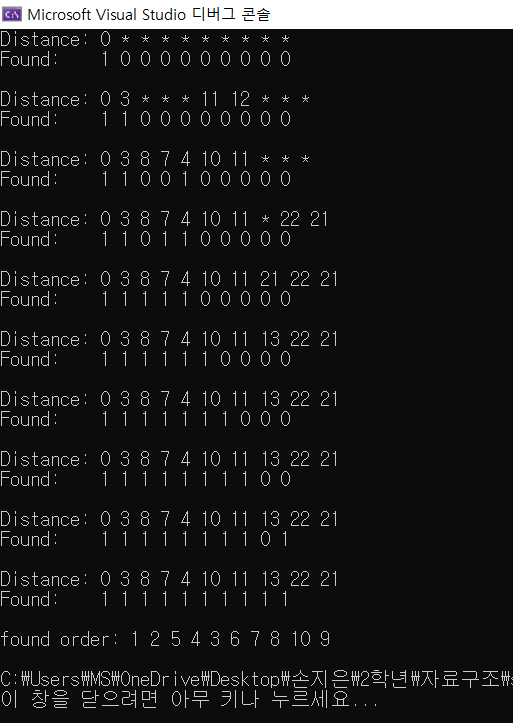 C:\ Microsoft Visual Studio 디버그 콘솔
Distance: 0 * * * * * * * * *
Found: 1 0 0 0 0 0 0 0 0 0
Distance: 0 3 * * * 11 12 * * *
Found: 1 1 0 0 0 0 0 0 0 0
Distance: 0 3 8 7 4 10 11 * * *
Found: 1 1 0 0 1 0 0 0 0 0
Distance: 0 3 8 7 4 10 11 * 22 21
Found: 1 1 0 1 1 0 0 0 0 0
Distance: 0 3 8 7 4 10 11 21 22 21
Found: 1 1 1 1 1 0 0 0 0 0
Distance: 0 3 8 7 4 10 11 13 22 21
Found: 1 1 1 1 1 1 0 0 0 0
Distance: 0 3 8 7 4 10 11 13 22 21
Found: 1 1 1 1 1 1 1 0 0 0
Distance: 0 3 8 7 4 10 11 13 22 21
Found: 1 1 1 1 1 1 1 1 0 0
Distance: 0 3 8 7 4 10 11 13 22 21
Found: 1 1 1 1 1 1 1 1 0 1
Distance: 0 3 8 7 4 10 11 13 22 21
Found: 1 1 1 1 1 1 1 1 1 1
found order: 1 2 5 4 3 6 7 8 10 9
C:₩Users₩MS₩OneDrive₩Desktop₩손지은₩2학년₩자료구조₩
이 창을 닫으려면 아무 키나 누르세요...